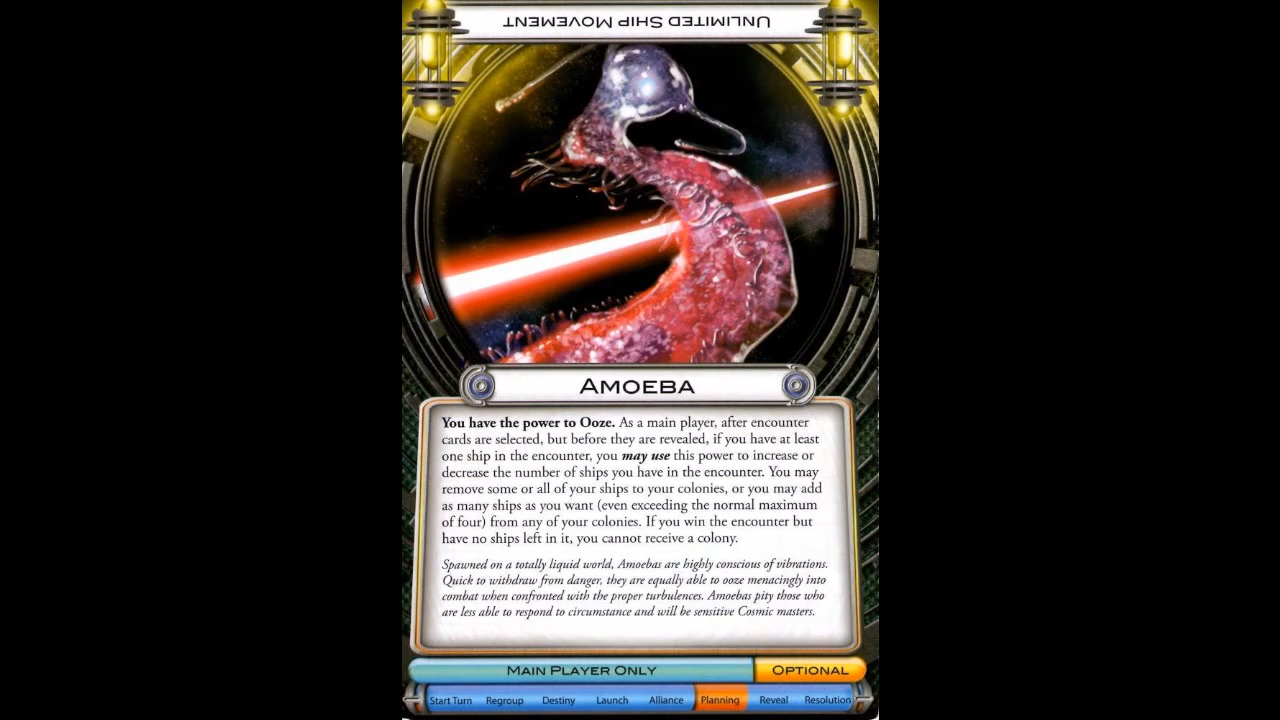 UNLIMITED SHIP MOVEMENT
AMOEBA
You have the power to Ooze. As a main player, after encounter
cards are selected, but before they are revealed, if you have at least
one ship in the encounter, you may use this power to increase or
decrease the number of ships you have in the encounter. You may
remove some or all of your ships to your colonies, or you may add
as many ships as you want (even exceeding the normal maximum
of four) from any of your colonies. If you win the encounter but
have no ships left in it, you cannot receive a colony.
Spawned on a totally liquid world, Amoebas are highly conscious of vibrations.
Quick to withdraw from danger, they are equally able to ooze menacingly into
combat when confronted with the proper turbulences. Amoebas pity those who
are less able to respond to circumstance and will be sensitive Cosmic masters.
MAIN PLAYER ONLY OPTIONAL
Start Turn Regroup Destiny Launch Alliance Planning Reveal Resolution